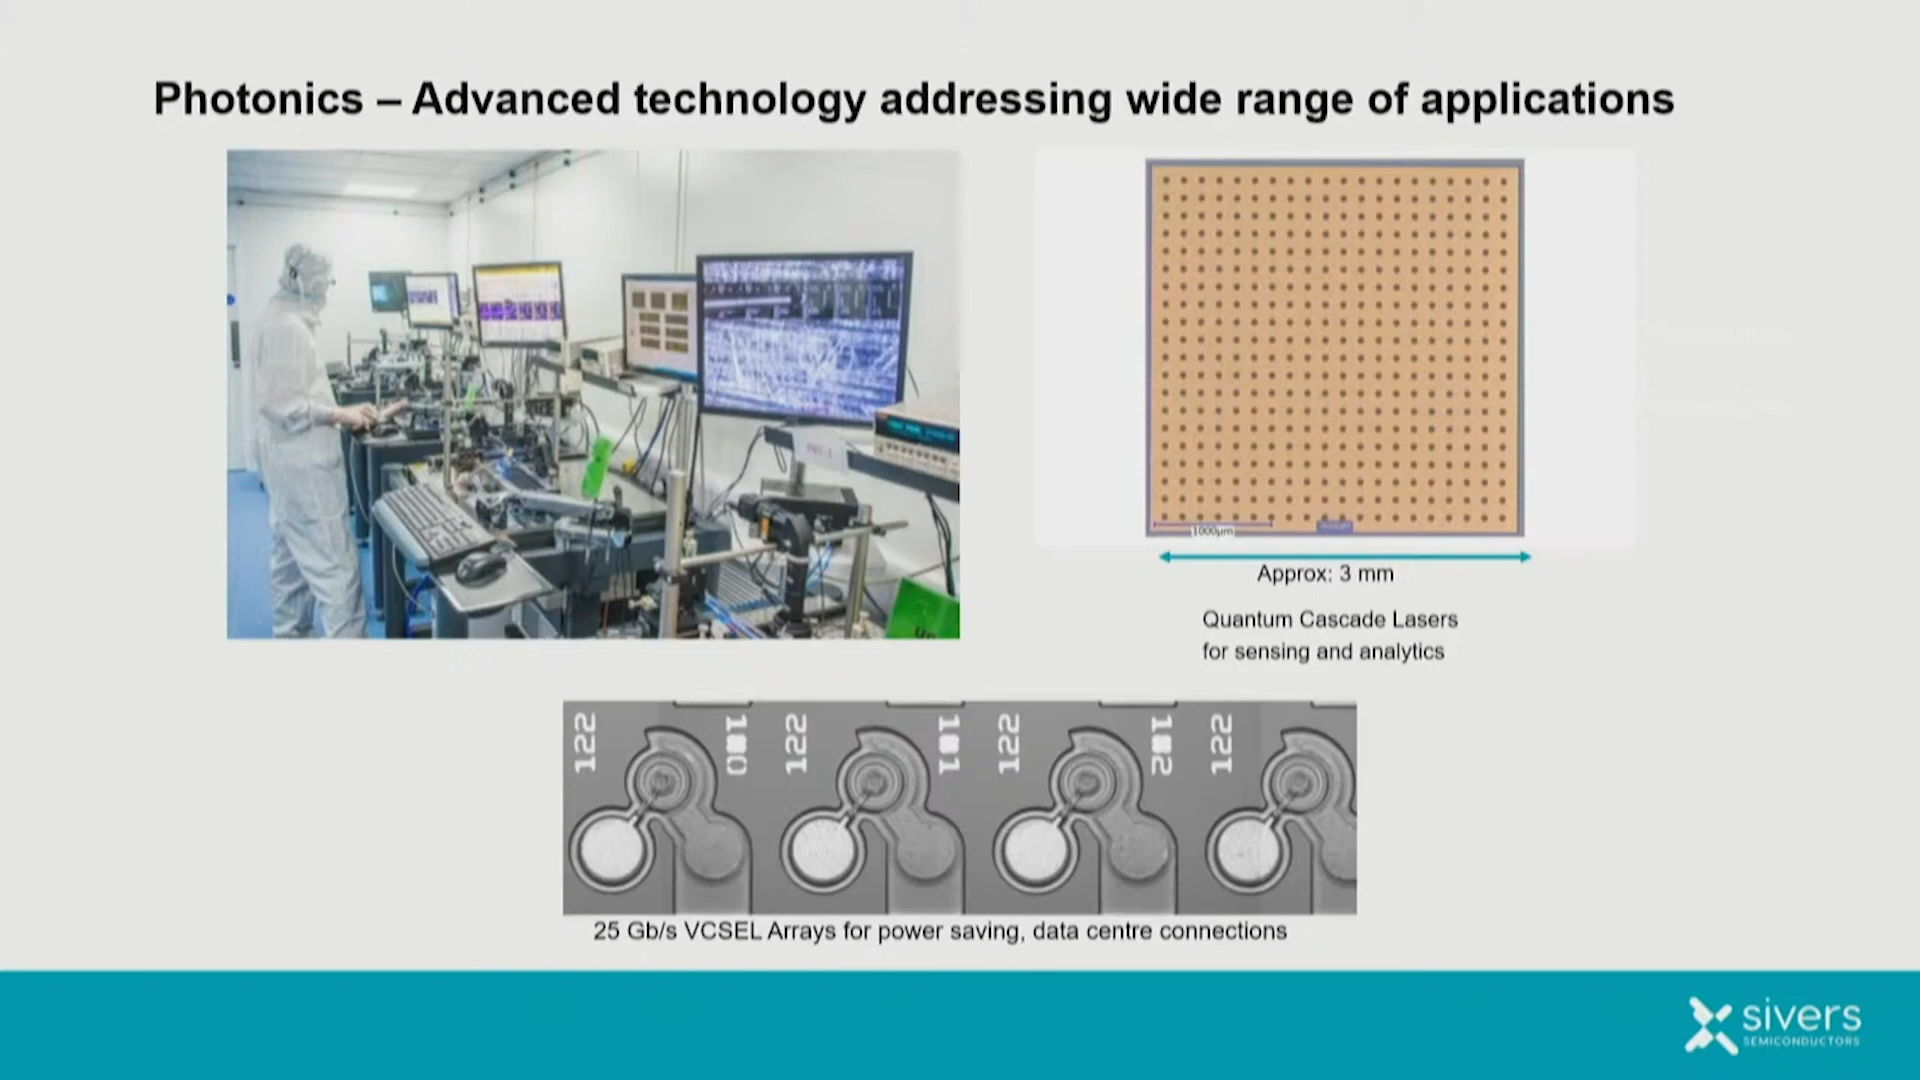 Photonics – Advanced technology addressing wide range of applications
1000µm
Approx: 3 mm
Quantum Cascade Lasers
for sensing and analytics
122 100 122 101 122 102 122
25 Gb/s VCSEL Arrays for power saving, data centre connections
sivers
SEMICONDUCTORS